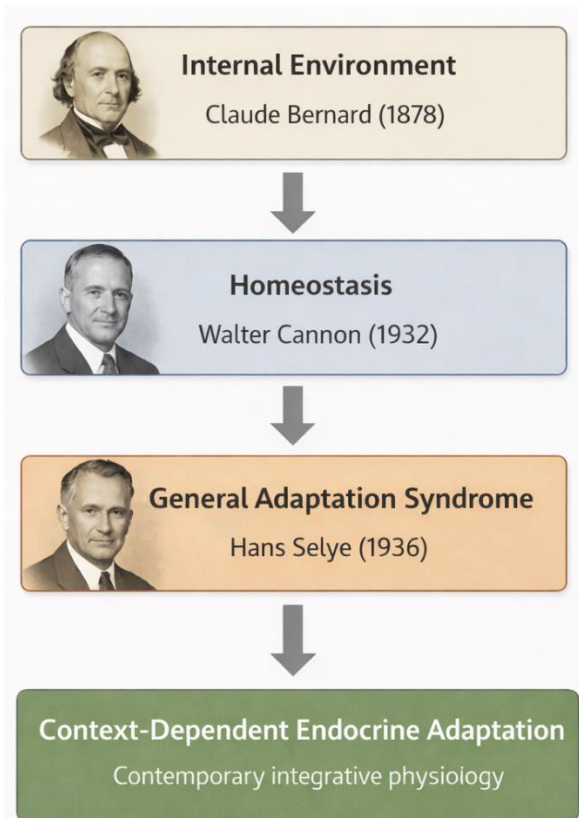 Internal Environment
Claude Bernard (1878)
Homeostasis
Walter Cannon (1932)
General Adaptation Syndrome
Hans Selye (1936)
Context-Dependent Endocrine Adaptation
Contemporary integrative physiology